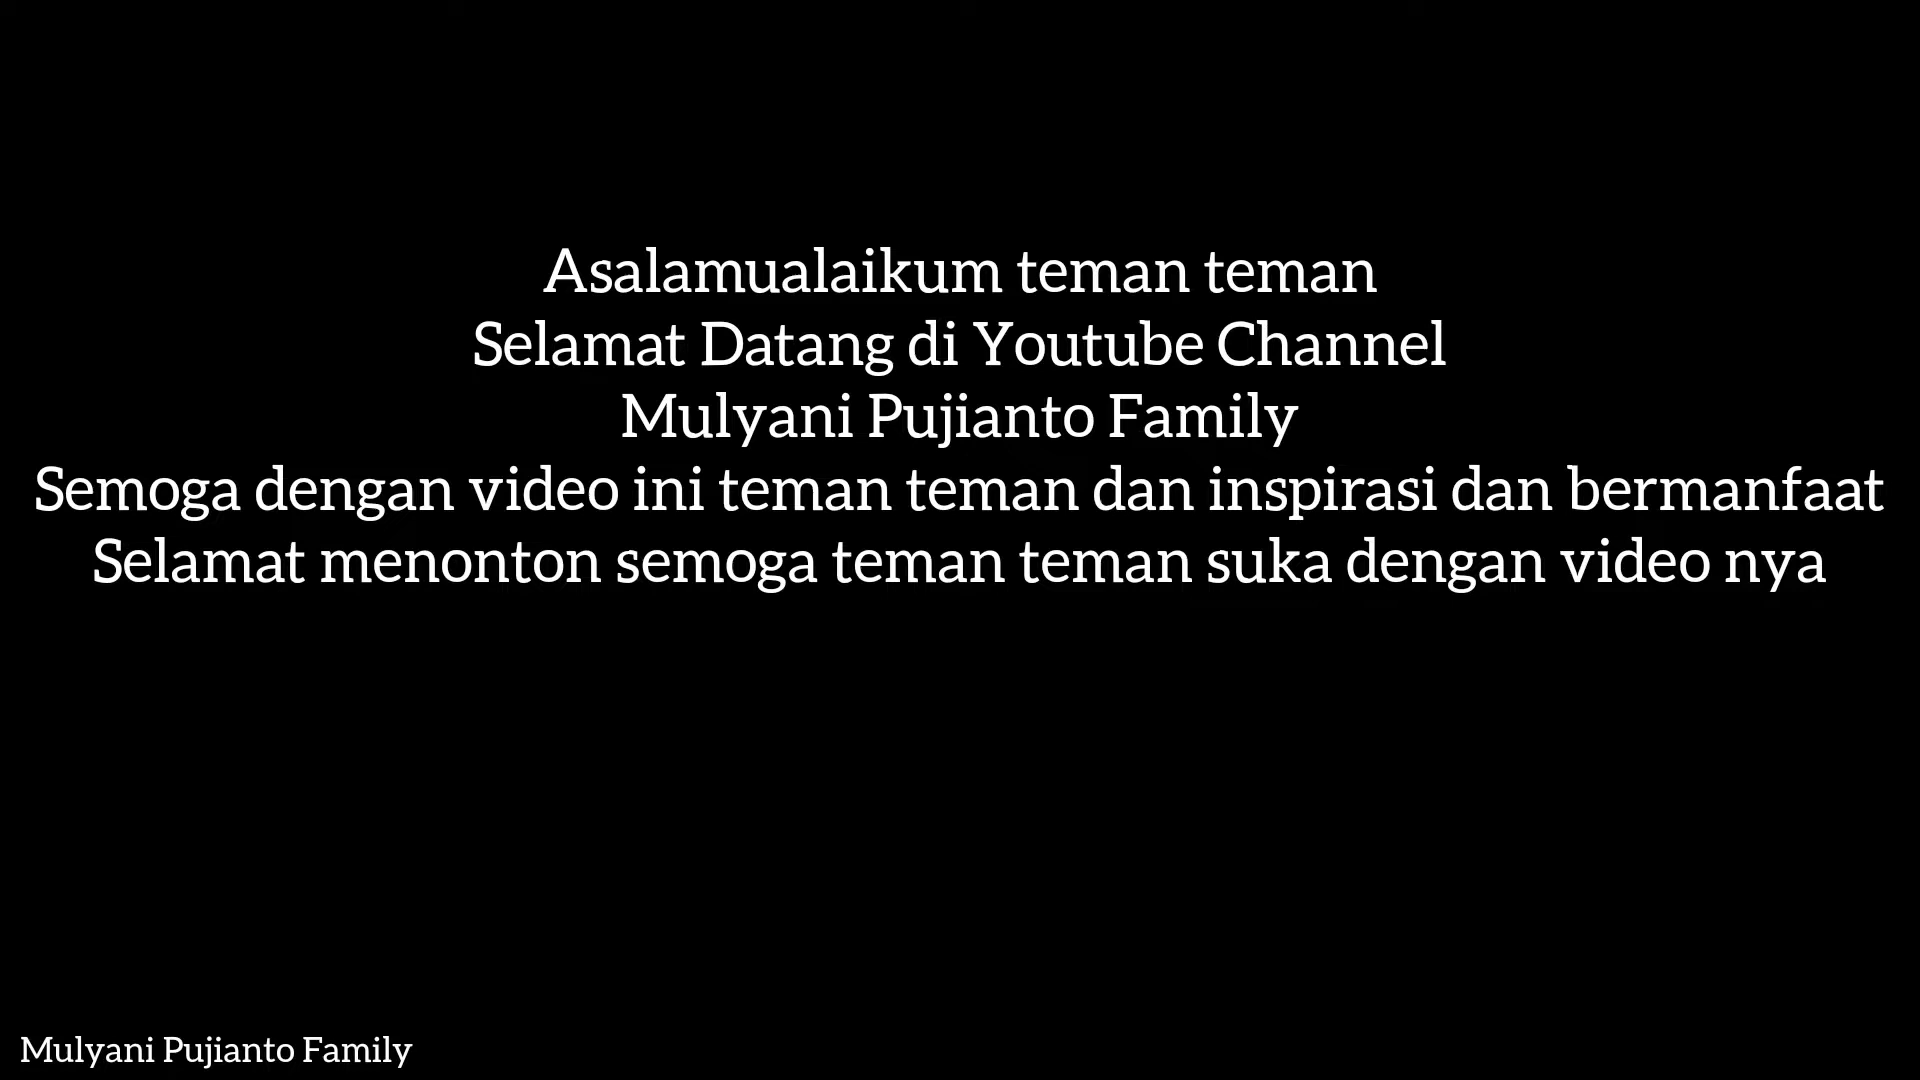 Asalamualaikum teman teman
Selamat Datang di Youtube Channel
Mulyani Pujianto Family
Semoga dengan video ini teman teman dan inspirasi dan bermanfaat
Selamat menonton semoga teman teman suka dengan video nya
Mulyani Pujianto Family